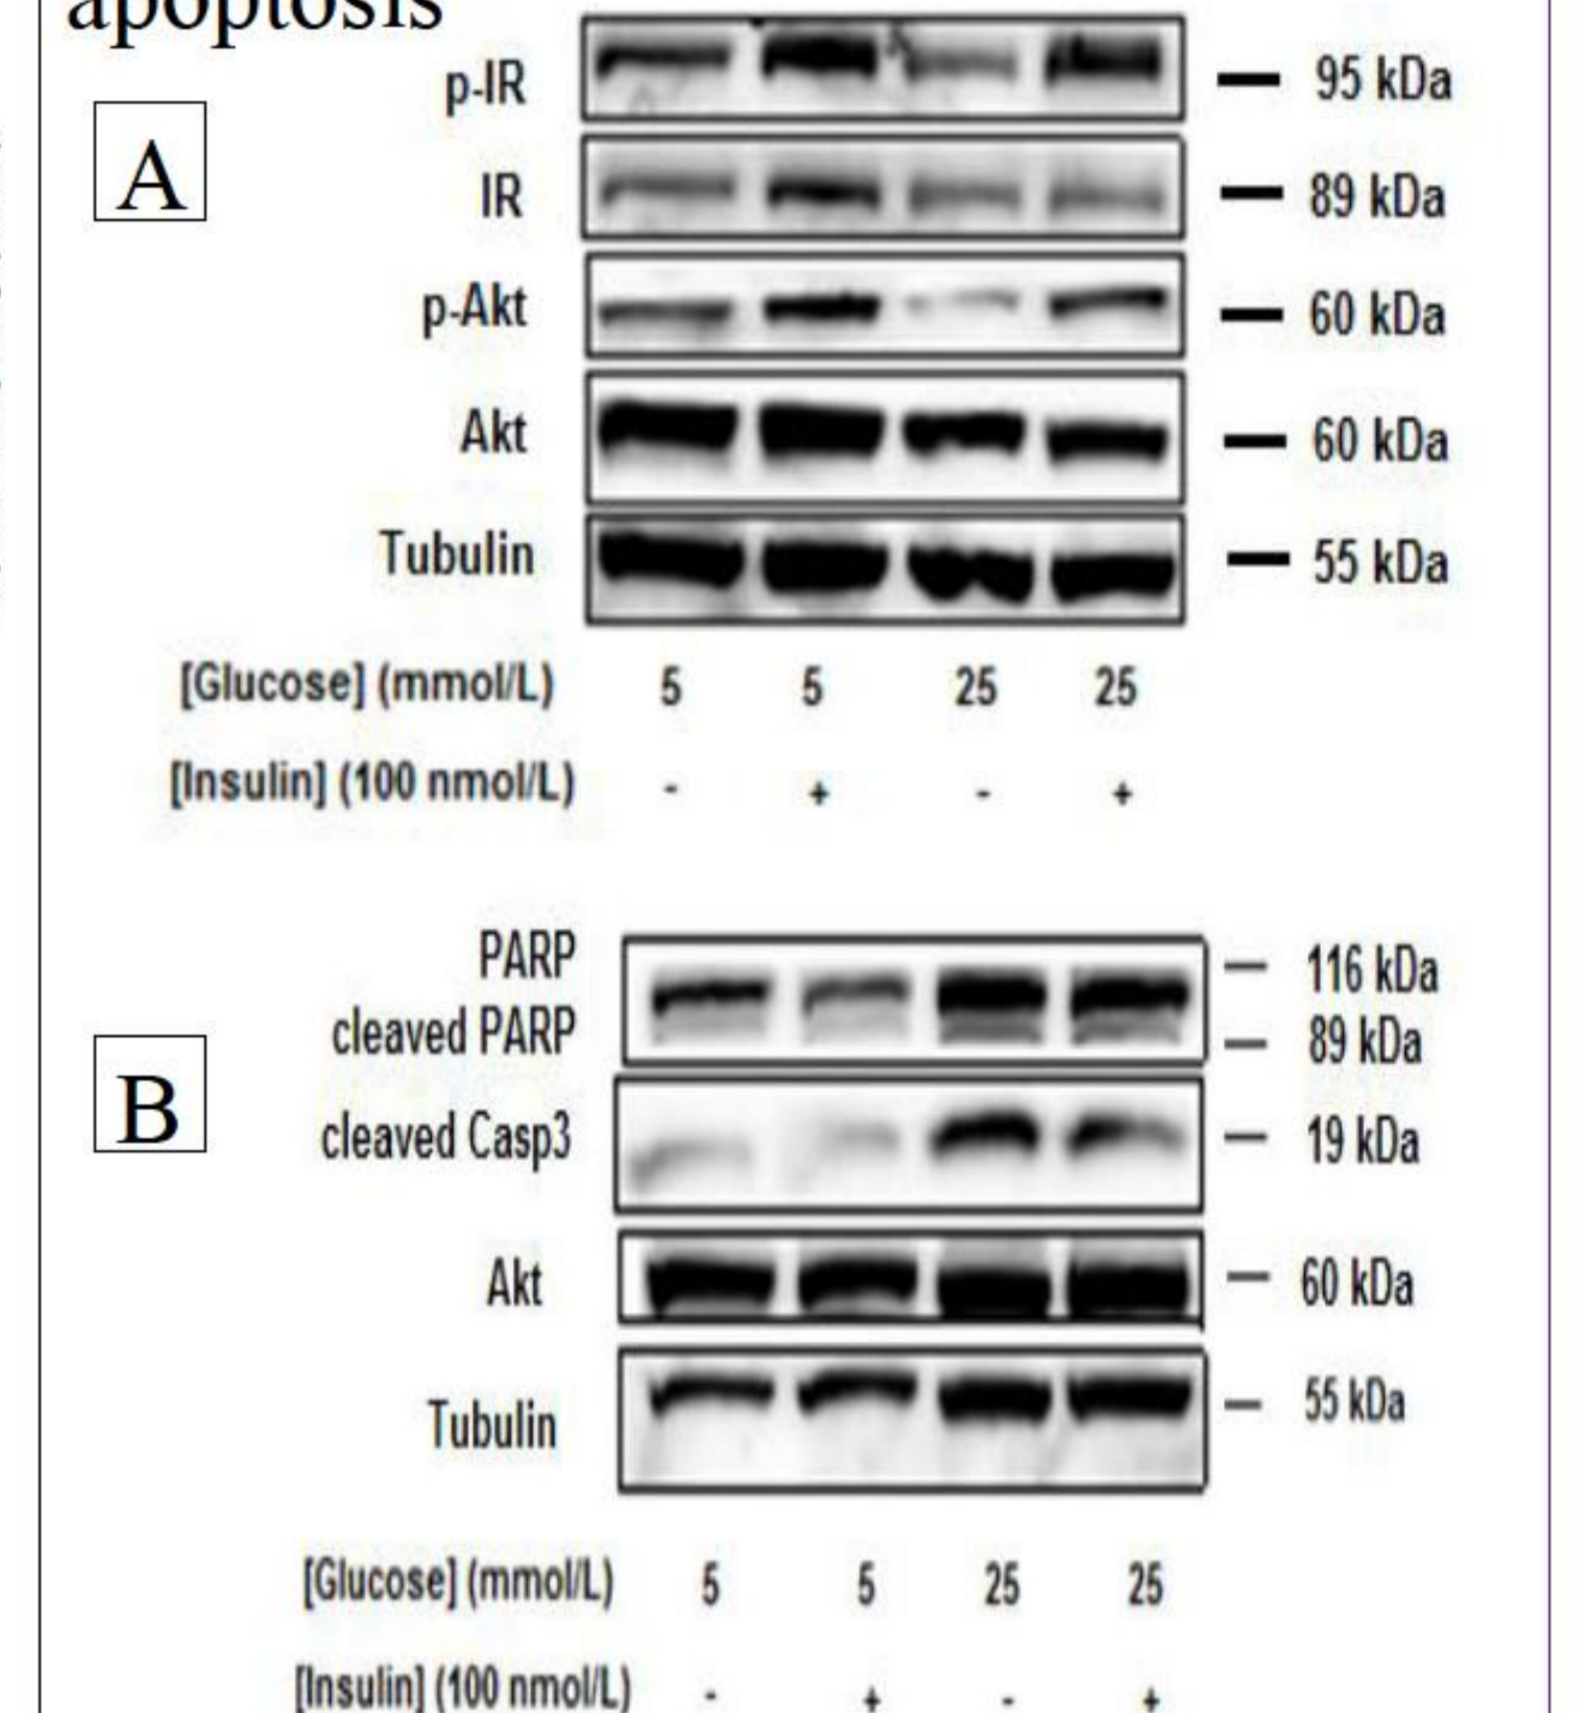 apoptosis
A
p-IR 95 kDa
IR 89 kDa
p-Akt 60 kDa
Akt 60 kDa
Tubulin 55 kDa
[Glucose] (mmol/L) 5 5 25 25
[Insulin] (100 nmol/L) - + - +
B
PARP 116 kDa
cleaved PARP 89 kDa
cleaved Casp3 19 kDa
Akt 60 kDa
Tubulin 55 kDa
[Glucose] (mmol/L) 5 5 25 25
[Insulin] (100 nmol/L) - + - +